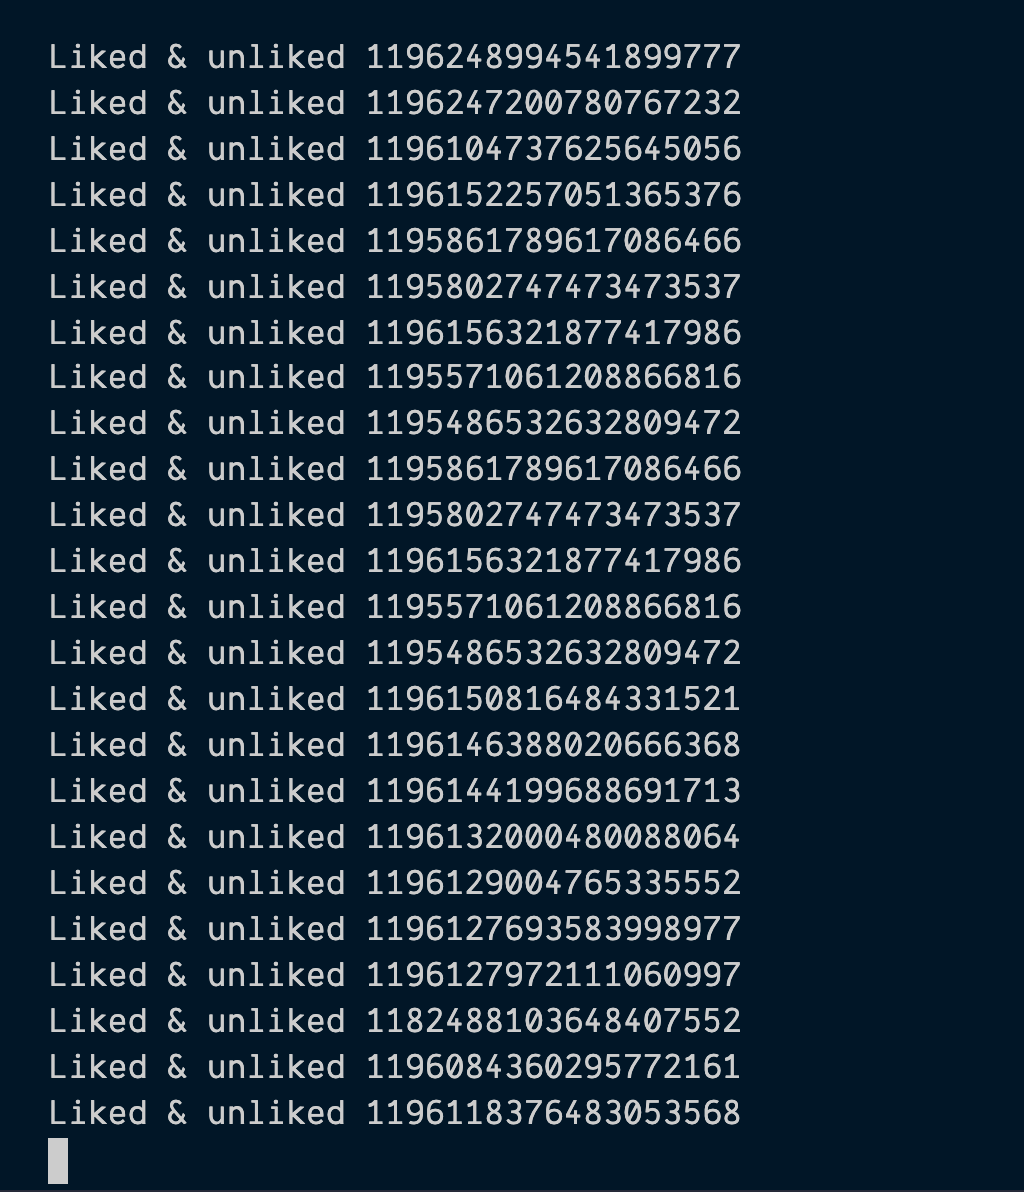 Liked & unliked 1196248994541899777
Liked & unliked 1196247200780767232
Liked & unliked 1196104737625645056
Liked & unliked 1196152257051365376
Liked & unliked 1195861789617086466
Liked & unliked 1195802747473473537
Liked & unliked 1196156321877417986
Liked & unliked 1195571061208866816
Liked & unliked 1195486532632809472
Liked & unliked 1195861789617086466
Liked & unliked 1195802747473473537
Liked & unliked 1196156321877417986
Liked & unliked 1195571061208866816
Liked & unliked 1195486532632809472
Liked & unliked 1196150816484331521
Liked & unliked 1196146388020666368
Liked & unliked 1196144199688691713
Liked & unliked 1196132000480088064
Liked & unliked 1196129004765335552
Liked & unliked 1196127693583998977
Liked & unliked 1196127972111060997
Liked & unliked 1182488103648407552
Liked & unliked 1196084360295772161
Liked & unliked 1196118376483053568